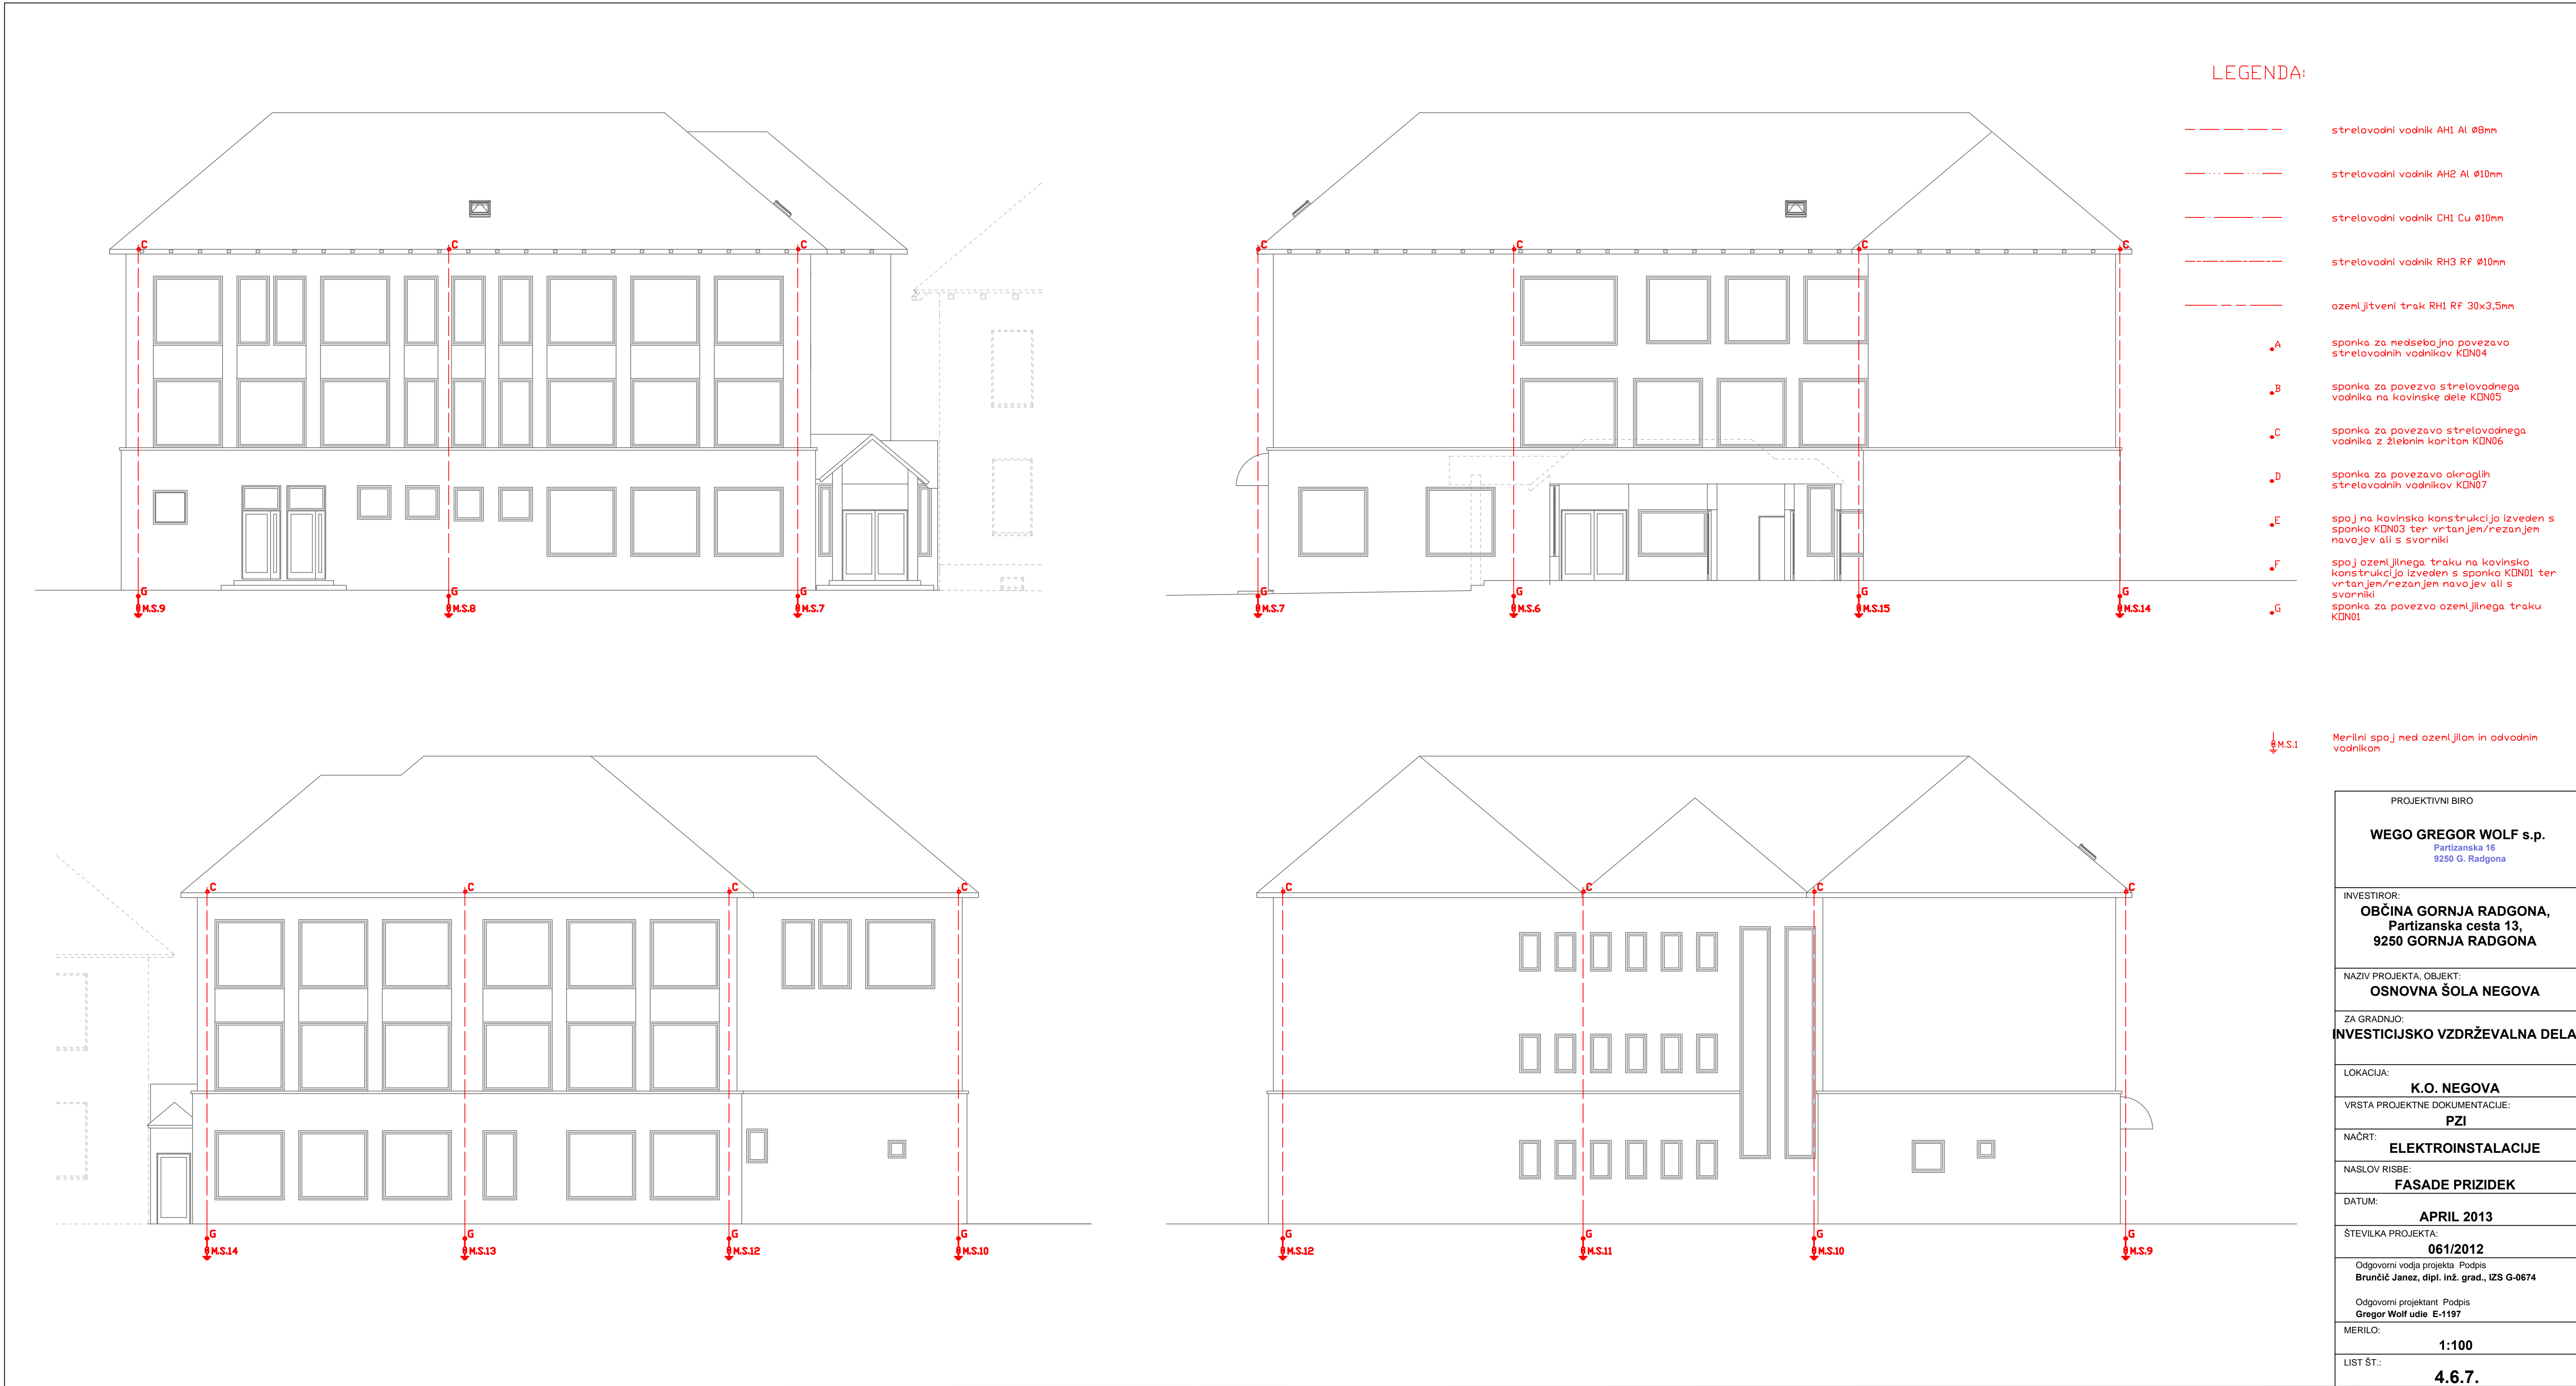 LEGENDA:
strelovodni vodnik AH1 Al Ø8mm
strelovodni vodnik AH2 Al Ø10mm
strelovodni vodnik CH1 Cu Ø10mm
strelovodni vodnik RH3 Rf Ø10mm
ozemljitveni trak RH1 Rf 30x3,5mm
A
sponka za medsebojno povezavo
strelovodnih vodnikov KON04
B
sponka za povezvo strelovodnega
vodnika na kovinske dele KON05
C
sponka za povezavo strelovodnega
vodnika z žlebnim koritom KON06
D
sponka za povezavo okroglih
strelovodnih vodnikov KON07
E
spoj na kovinsko konstrukcijo izveden s
sponko KON03 ter vrtanjem/rezanjem
navojev ali s svorniki
F
spoj ozemljilnega traku na kovinsko
konstrukcijo izveden s sponko KON01 ter
vrtanjem/rezanjem navojev ali s
svorniki
G
sponka za povezvo ozemljilnega traku
KON01
M.S.1
Merilni spoj med ozemljilom in odvodnim
vodnikom
C C C
G G G
M.S.9 M.S.8 M.S.7
C C C C
G G G G
M.S.7 M.S.6 M.S.15 M.S.14
C C C C
G G G G
M.S.14 M.S.13 M.S.12 M.S.10
C C C C
G G G G
M.S.12 M.S.11 M.S.10 M.S.9
PROJEKTIVNI BIRO
WEGO GREGOR WOLF s.p.
Partizanska 16
9250 G. Radgona
INVESTIROR:
OBČINA GORNJA RADGONA,
Partizanska cesta 13,
9250 GORNJA RADGONA
NAZIV PROJEKTA, OBJEKT:
OSNOVNA ŠOLA NEGOVA
ZA GRADNJO:
INVESTICIJSKO VZDRŽEVALNA DELA
LOKACIJA:
K.O. NEGOVA
VRSTA PROJEKTNE DOKUMENTACIJE:
PZI
NAČRT:
ELEKTROINSTALACIJE
NASLOV RISBE:
FASADE PRIZIDEK
DATUM:
APRIL 2013
ŠTEVILKA PROJEKTA:
061/2012
Odgovorni vodja projekta Podpis
Brunčič Janez, dipl. inž. grad., IZS G-0674
Odgovorni projektant Podpis
Gregor Wolf udie E-1197
MERILO:
1:100
LIST ŠT.:
4.6.7.